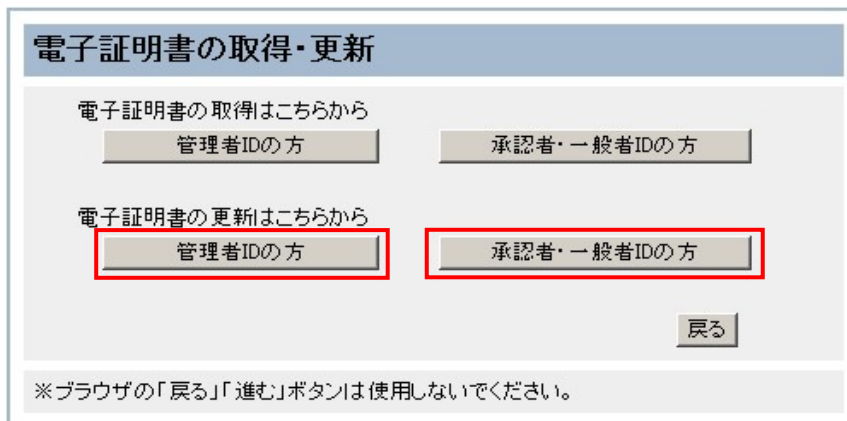 電子証明書の取得・更新
電子証明書の取得はこちらから
管理者IDの方 承認者・一般者IDの方
電子証明書の更新はこちらから
管理者IDの方 承認者・一般者IDの方
戻る
※ブラウザの「戻る」「進む」ボタンは使用しないでください。